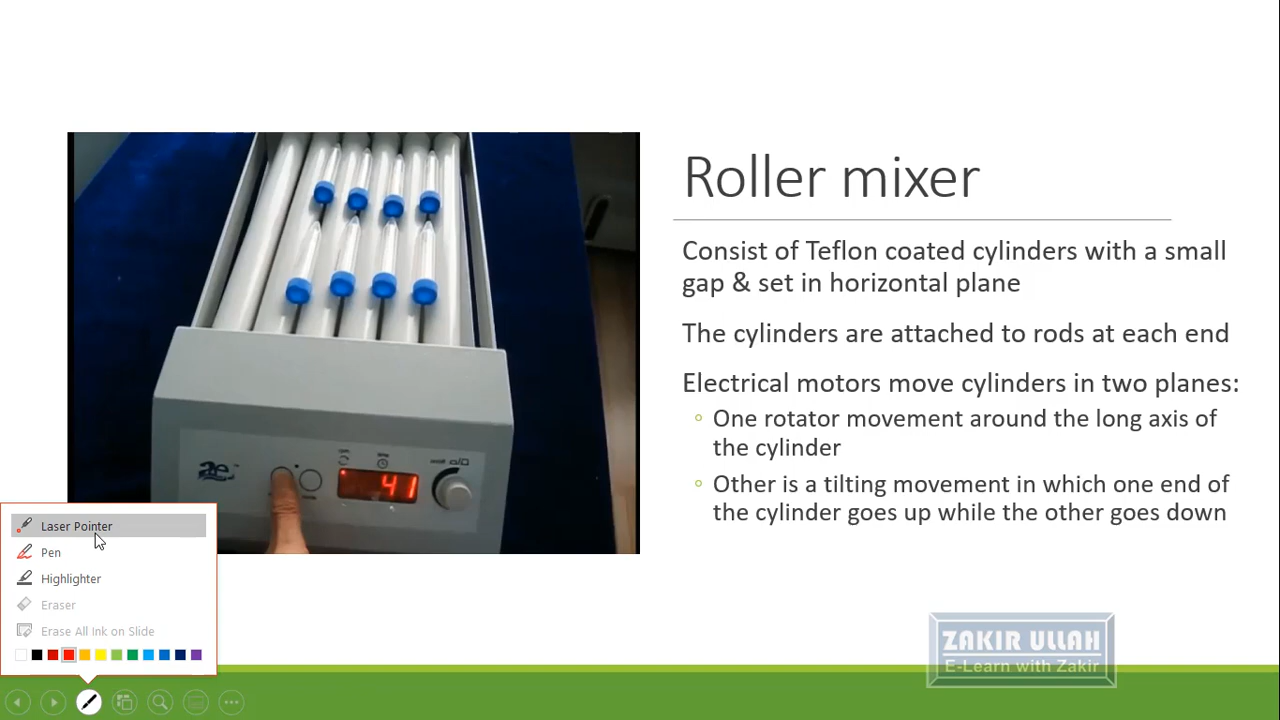 Roller mixer
Consist of Teflon coated cylinders with a small
gap & set in horizontal plane
The cylinders are attached to rods at each end
Electrical motors move cylinders in two planes:
One rotator movement around the long axis of
the cylinder
Other is a tilting movement in which one end of
the cylinder goes up while the other goes down
2e
41
Laser Pointer
Pen
Highlighter
Eraser
Erase All Ink on Slide
ZAKIR ULLAH
E-Learn with Zakir